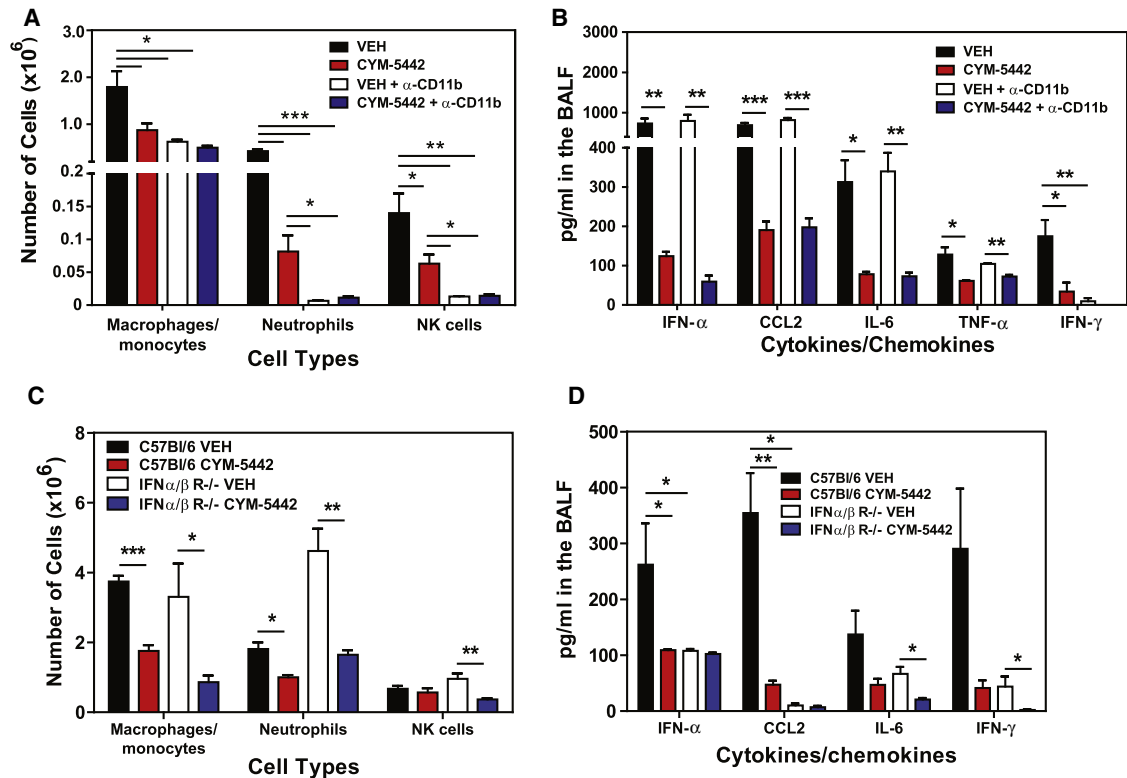 A
Number of Cells (x10⁶)
3.0
2.0
1.0
0.2
0.15
0.1
0.05
0
*
***
*
**
*
*
VEH
CYM-5442
VEH + α-CD11b
CYM-5442 + α-CD11b
Macrophages/
monocytes
Neutrophils
NK cells
Cell Types
B
pg/ml in the BALF
3000
2000
1000
400
300
200
100
0
**
**
***
***
*
**
*
**
**
*
VEH
CYM-5442
VEH + α-CD11b
CYM-5442 + α-CD11b
IFN-α
CCL2
IL-6
TNF-α
IFN-γ
Cytokines/Chemokines
C
Number of Cells (x10⁶)
8
6
4
2
0
C57Bl/6 VEH
C57Bl/6 CYM-5442
IFNα/β R-/- VEH
IFNα/β R-/- CYM-5442
***
*
*
**
**
Macrophages/
monocytes
Neutrophils
NK cells
Cell Types
D
pg/ml in the BALF
500
400
300
200
100
0
*
*
*
**
*
*
C57Bl/6 VEH
C57Bl/6 CYM-5442
IFNα/β R-/- VEH
IFNα/β R-/- CYM-5442
IFN-α
CCL2
IL-6
IFN-γ
Cytokines/chemokines